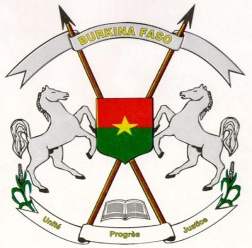 BURKINA FASO
Unité
Progrès
Justice